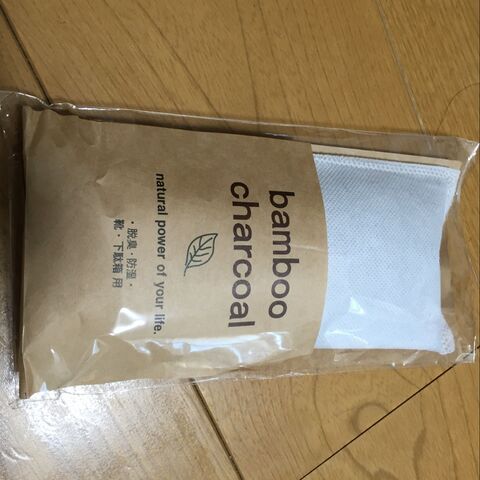 bamboo
charcoal
natural power of your life.
・脱臭・防湿・
靴・下駄箱 用